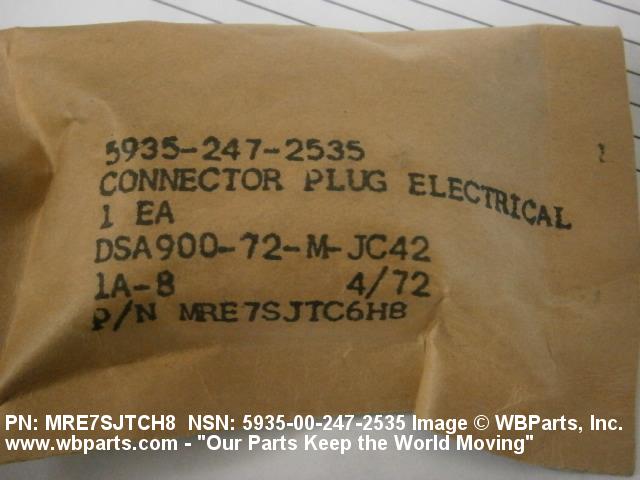 5935-247-2535
CONNECTOR PLUG ELECTRICAL
1 EA
DSA900-72-M-JC42
1A-8 4/72
P/N MRE7SJTC6H8
PN: MRE7SJTCH8 NSN: 5935-00-247-2535 Image © WBParts, Inc.
www.wbparts.com - "Our Parts Keep the World Moving"